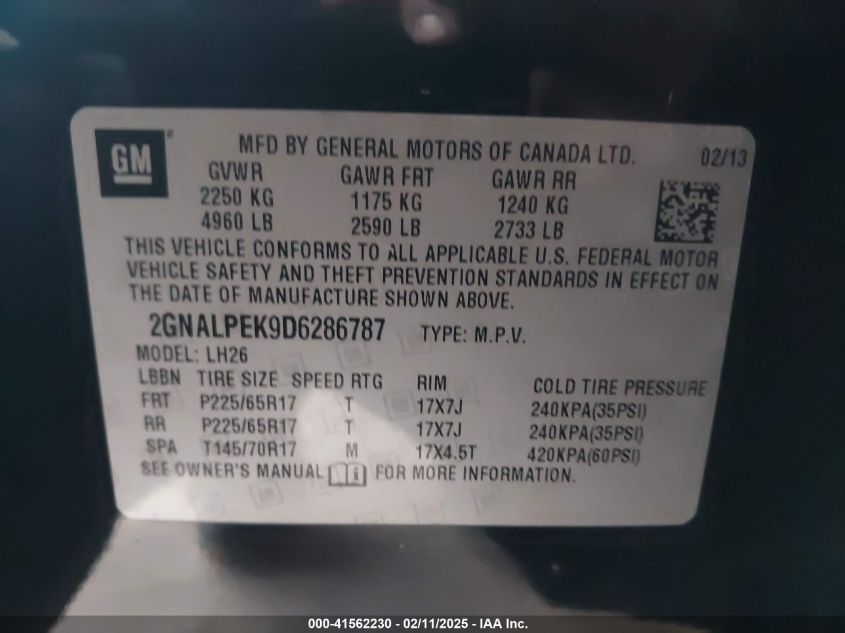 GM ®
MFD BY GENERAL MOTORS OF CANADA LTD. 02/13
GVWR GAWR FRT GAWR RR
2250 KG 1175 KG 1240 KG
4960 LB 2590 LB 2733 LB
THIS VEHICLE CONFORMS TO ALL APPLICABLE U.S. FEDERAL MOTOR
VEHICLE SAFETY AND THEFT PREVENTION STANDARDS IN EFFECT ON
THE DATE OF MANUFACTURE SHOWN ABOVE.
2GNALPEK9D6286787 TYPE: M.P.V.
MODEL: LH26
LBBN TIRE SIZE SPEED RTG RIM COLD TIRE PRESSURE
FRT P225/65R17 T 17X7J 240KPA(35PSI)
RR P225/65R17 T 17X7J 240KPA(35PSI)
SPA T145/70R17 M 17X4.5T 420KPA(60PSI)
SEE OWNER'S MANUAL FOR MORE INFORMATION.
000-41562230 - 02/11/2025 - IAA Inc.